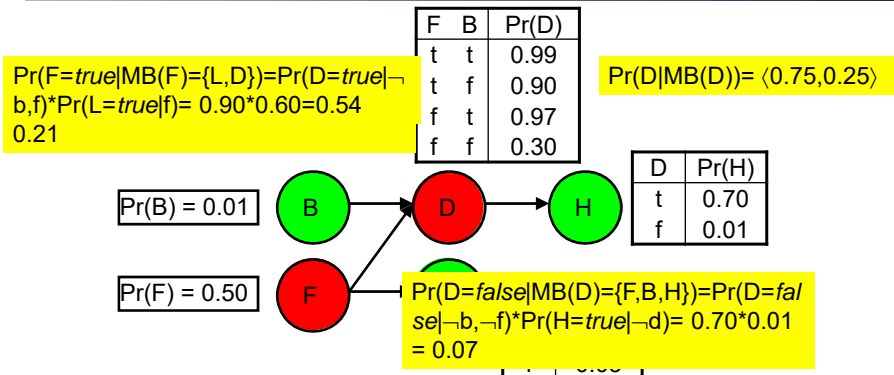 F B Pr(D)
t t 0.99
t f 0.90
f t 0.97
f f 0.30
Pr(F=true|MB(F)={L,D})=Pr(D=true|¬
b,f)*Pr(L=true|f)= 0.90*0.60=0.54
0.21
Pr(D|MB(D))= ⟨0.75,0.25⟩
D Pr(H)
t 0.70
f 0.01
Pr(B) = 0.01
B
D
H
Pr(F) = 0.50
F
Pr(D=false|MB(D)={F,B,H})=Pr(D=fal
se|¬b,¬f)*Pr(H=true|¬d)= 0.70*0.01
= 0.07